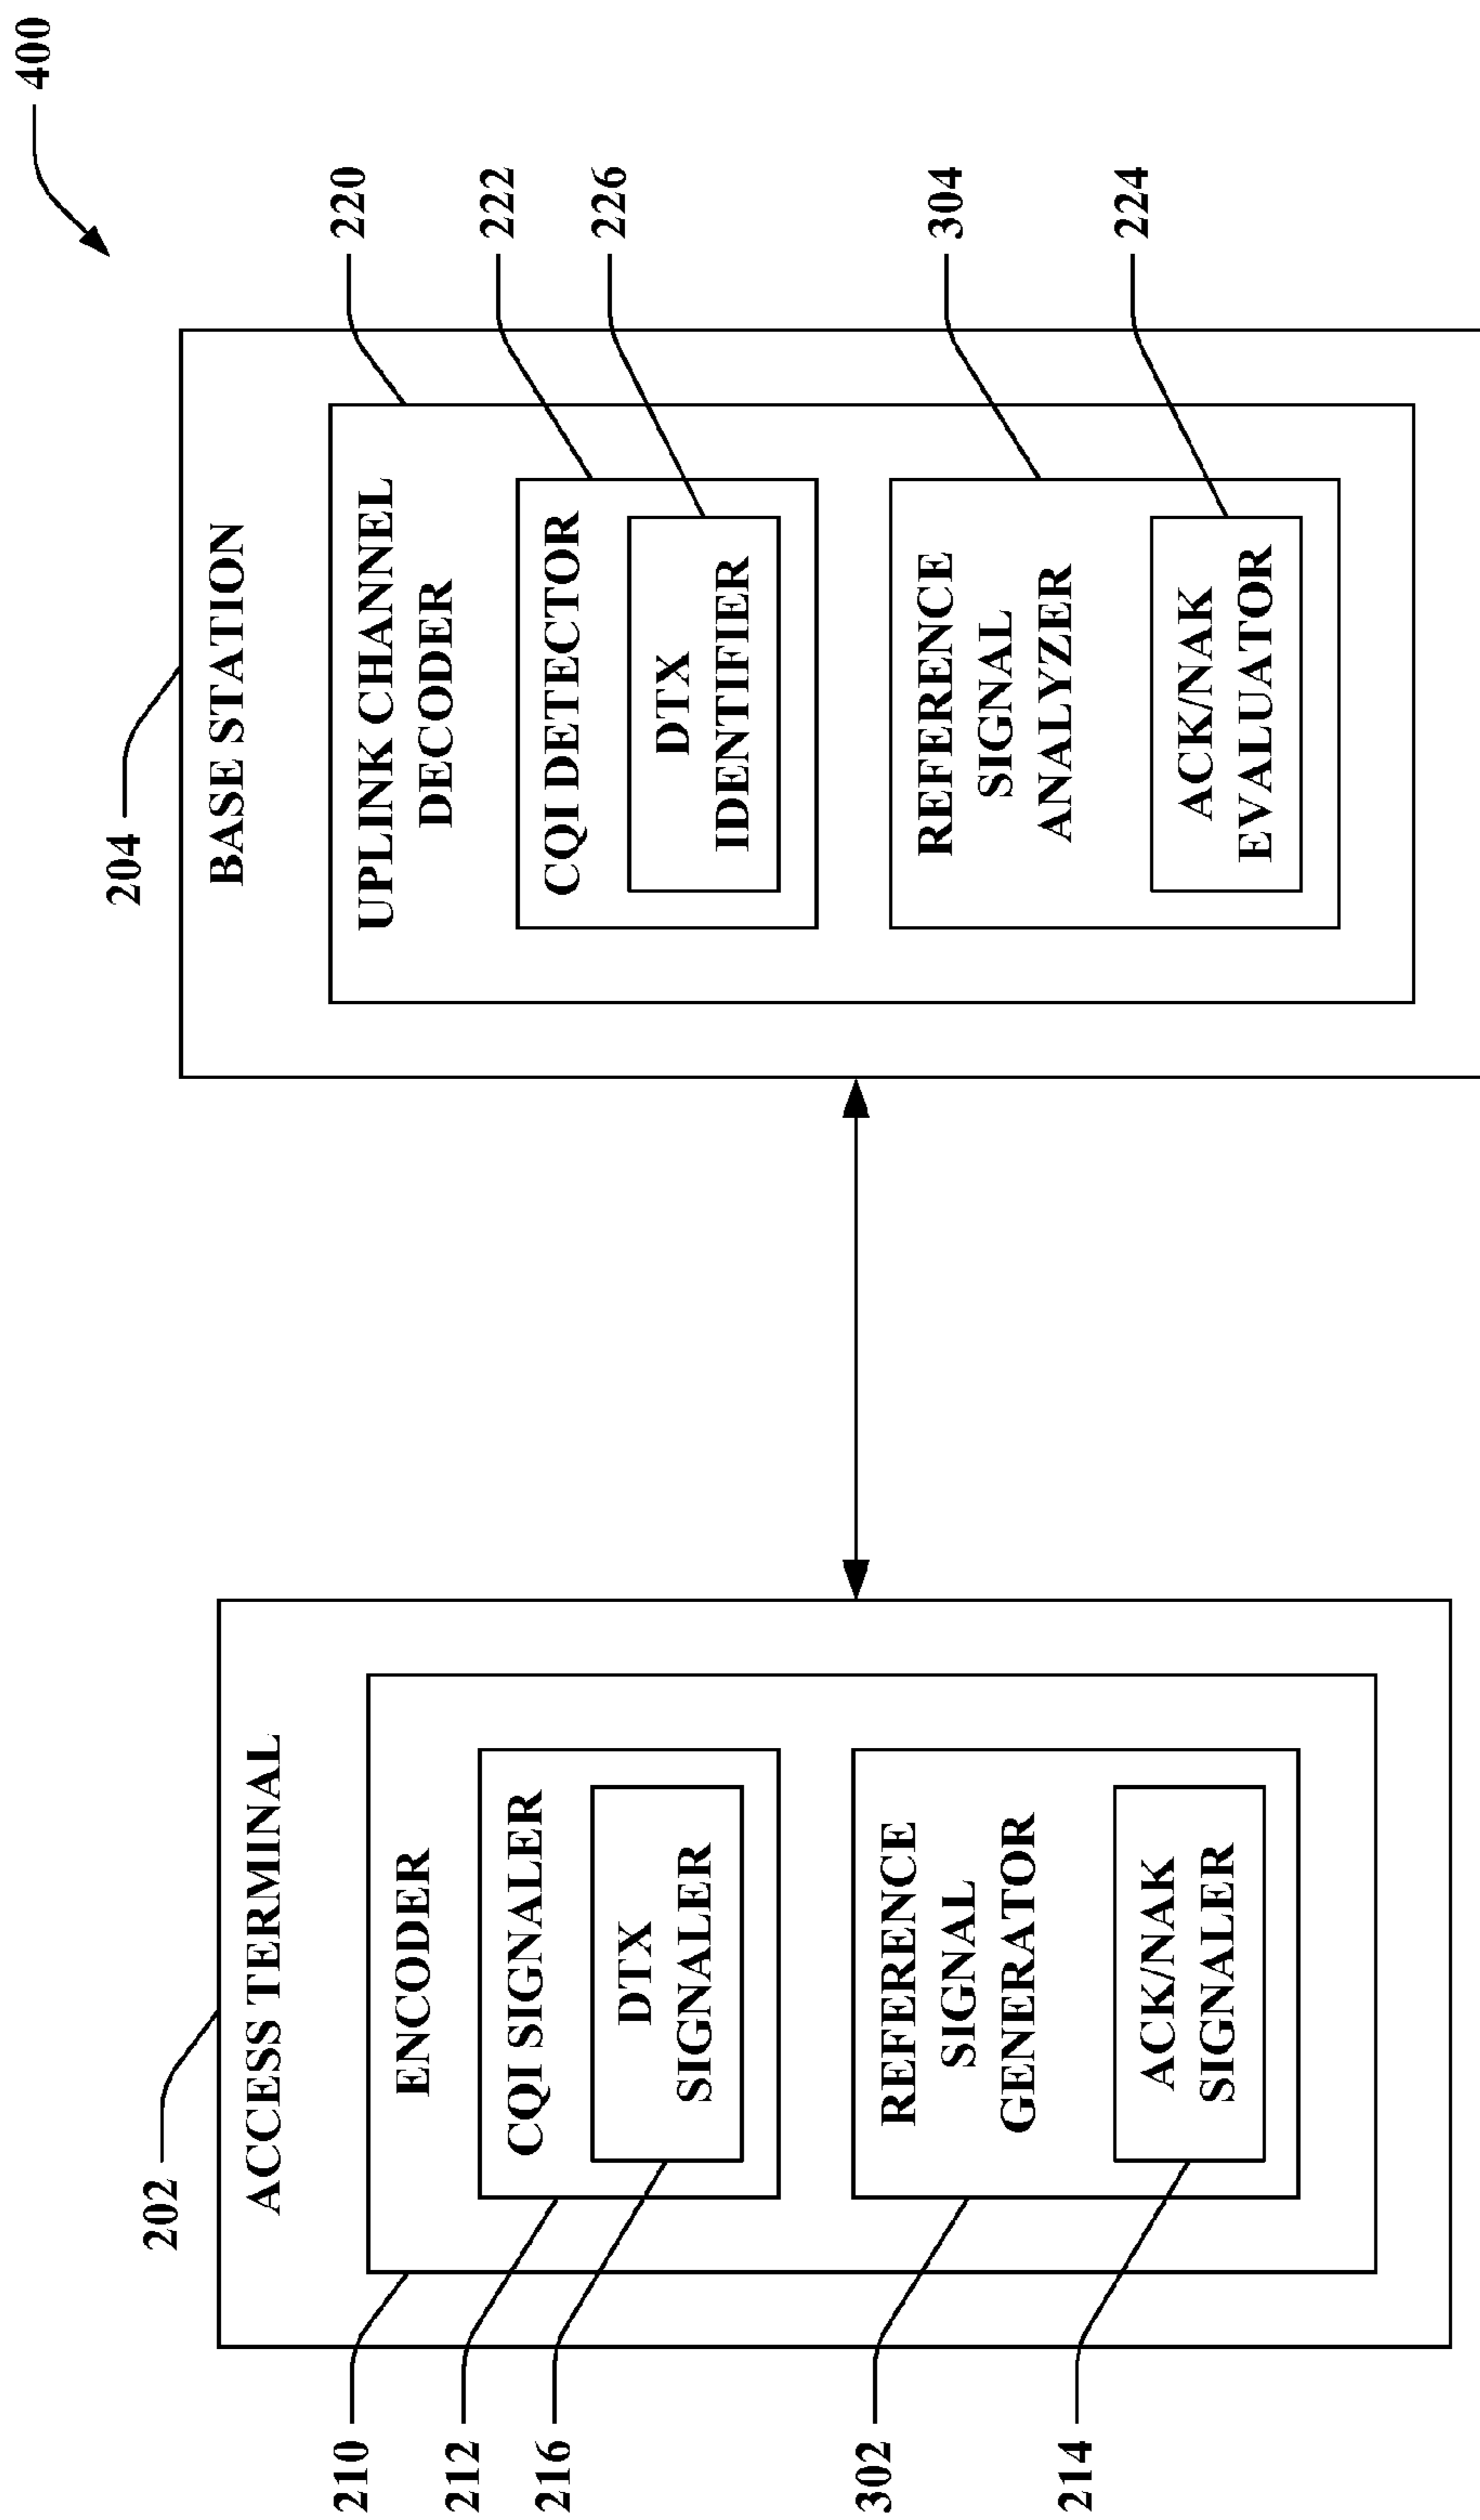 400
202
ACCESS TERMINAL
210
ENCODER
212
CQI SIGNALER
216
DTX
SIGNALER
302
REFERENCE
SIGNAL
GENERATOR
214
ACK/NAK
SIGNALER
204
BASE STATION
220
UPLINK CHANNEL
DECODER
222
CQI DETECTOR
226
DTX
IDENTIFIER
304
REFERENCE
SIGNAL
ANALYZER
224
ACK/NAK
EVALUATOR